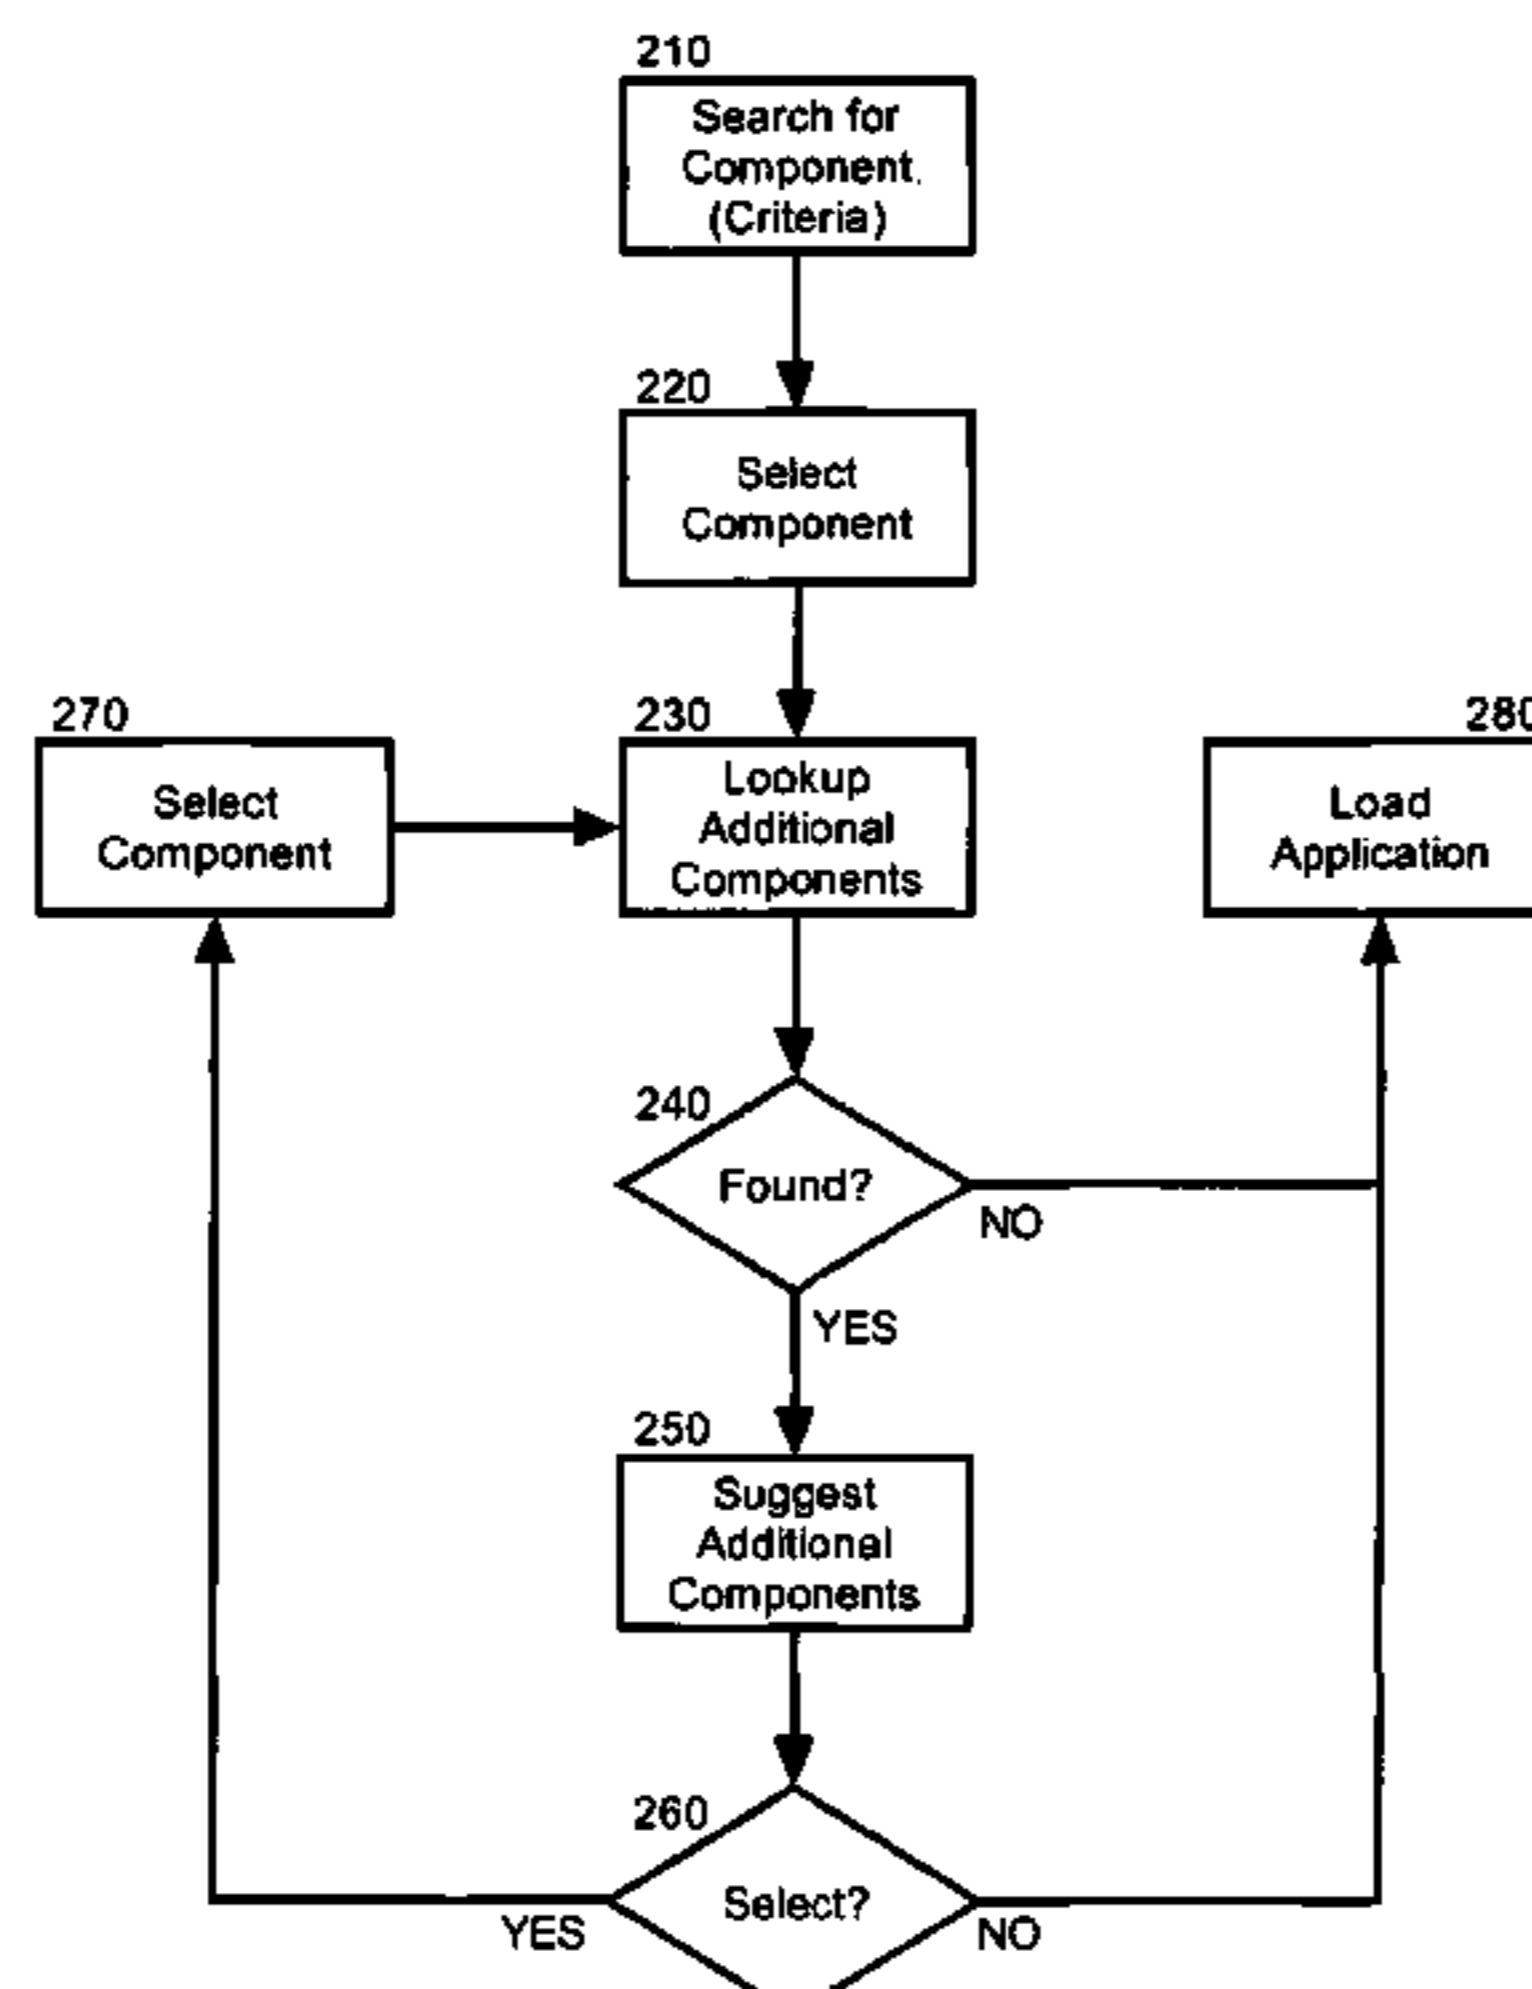 210
Search for
Component.
(Criteria)
220
Select
Component
270
Select
Component
230
Lookup
Additional
Components
280
Load
Application
240
Found?
NO
YES
250
Suggest
Additional
Components
260
Select?
YES
NO